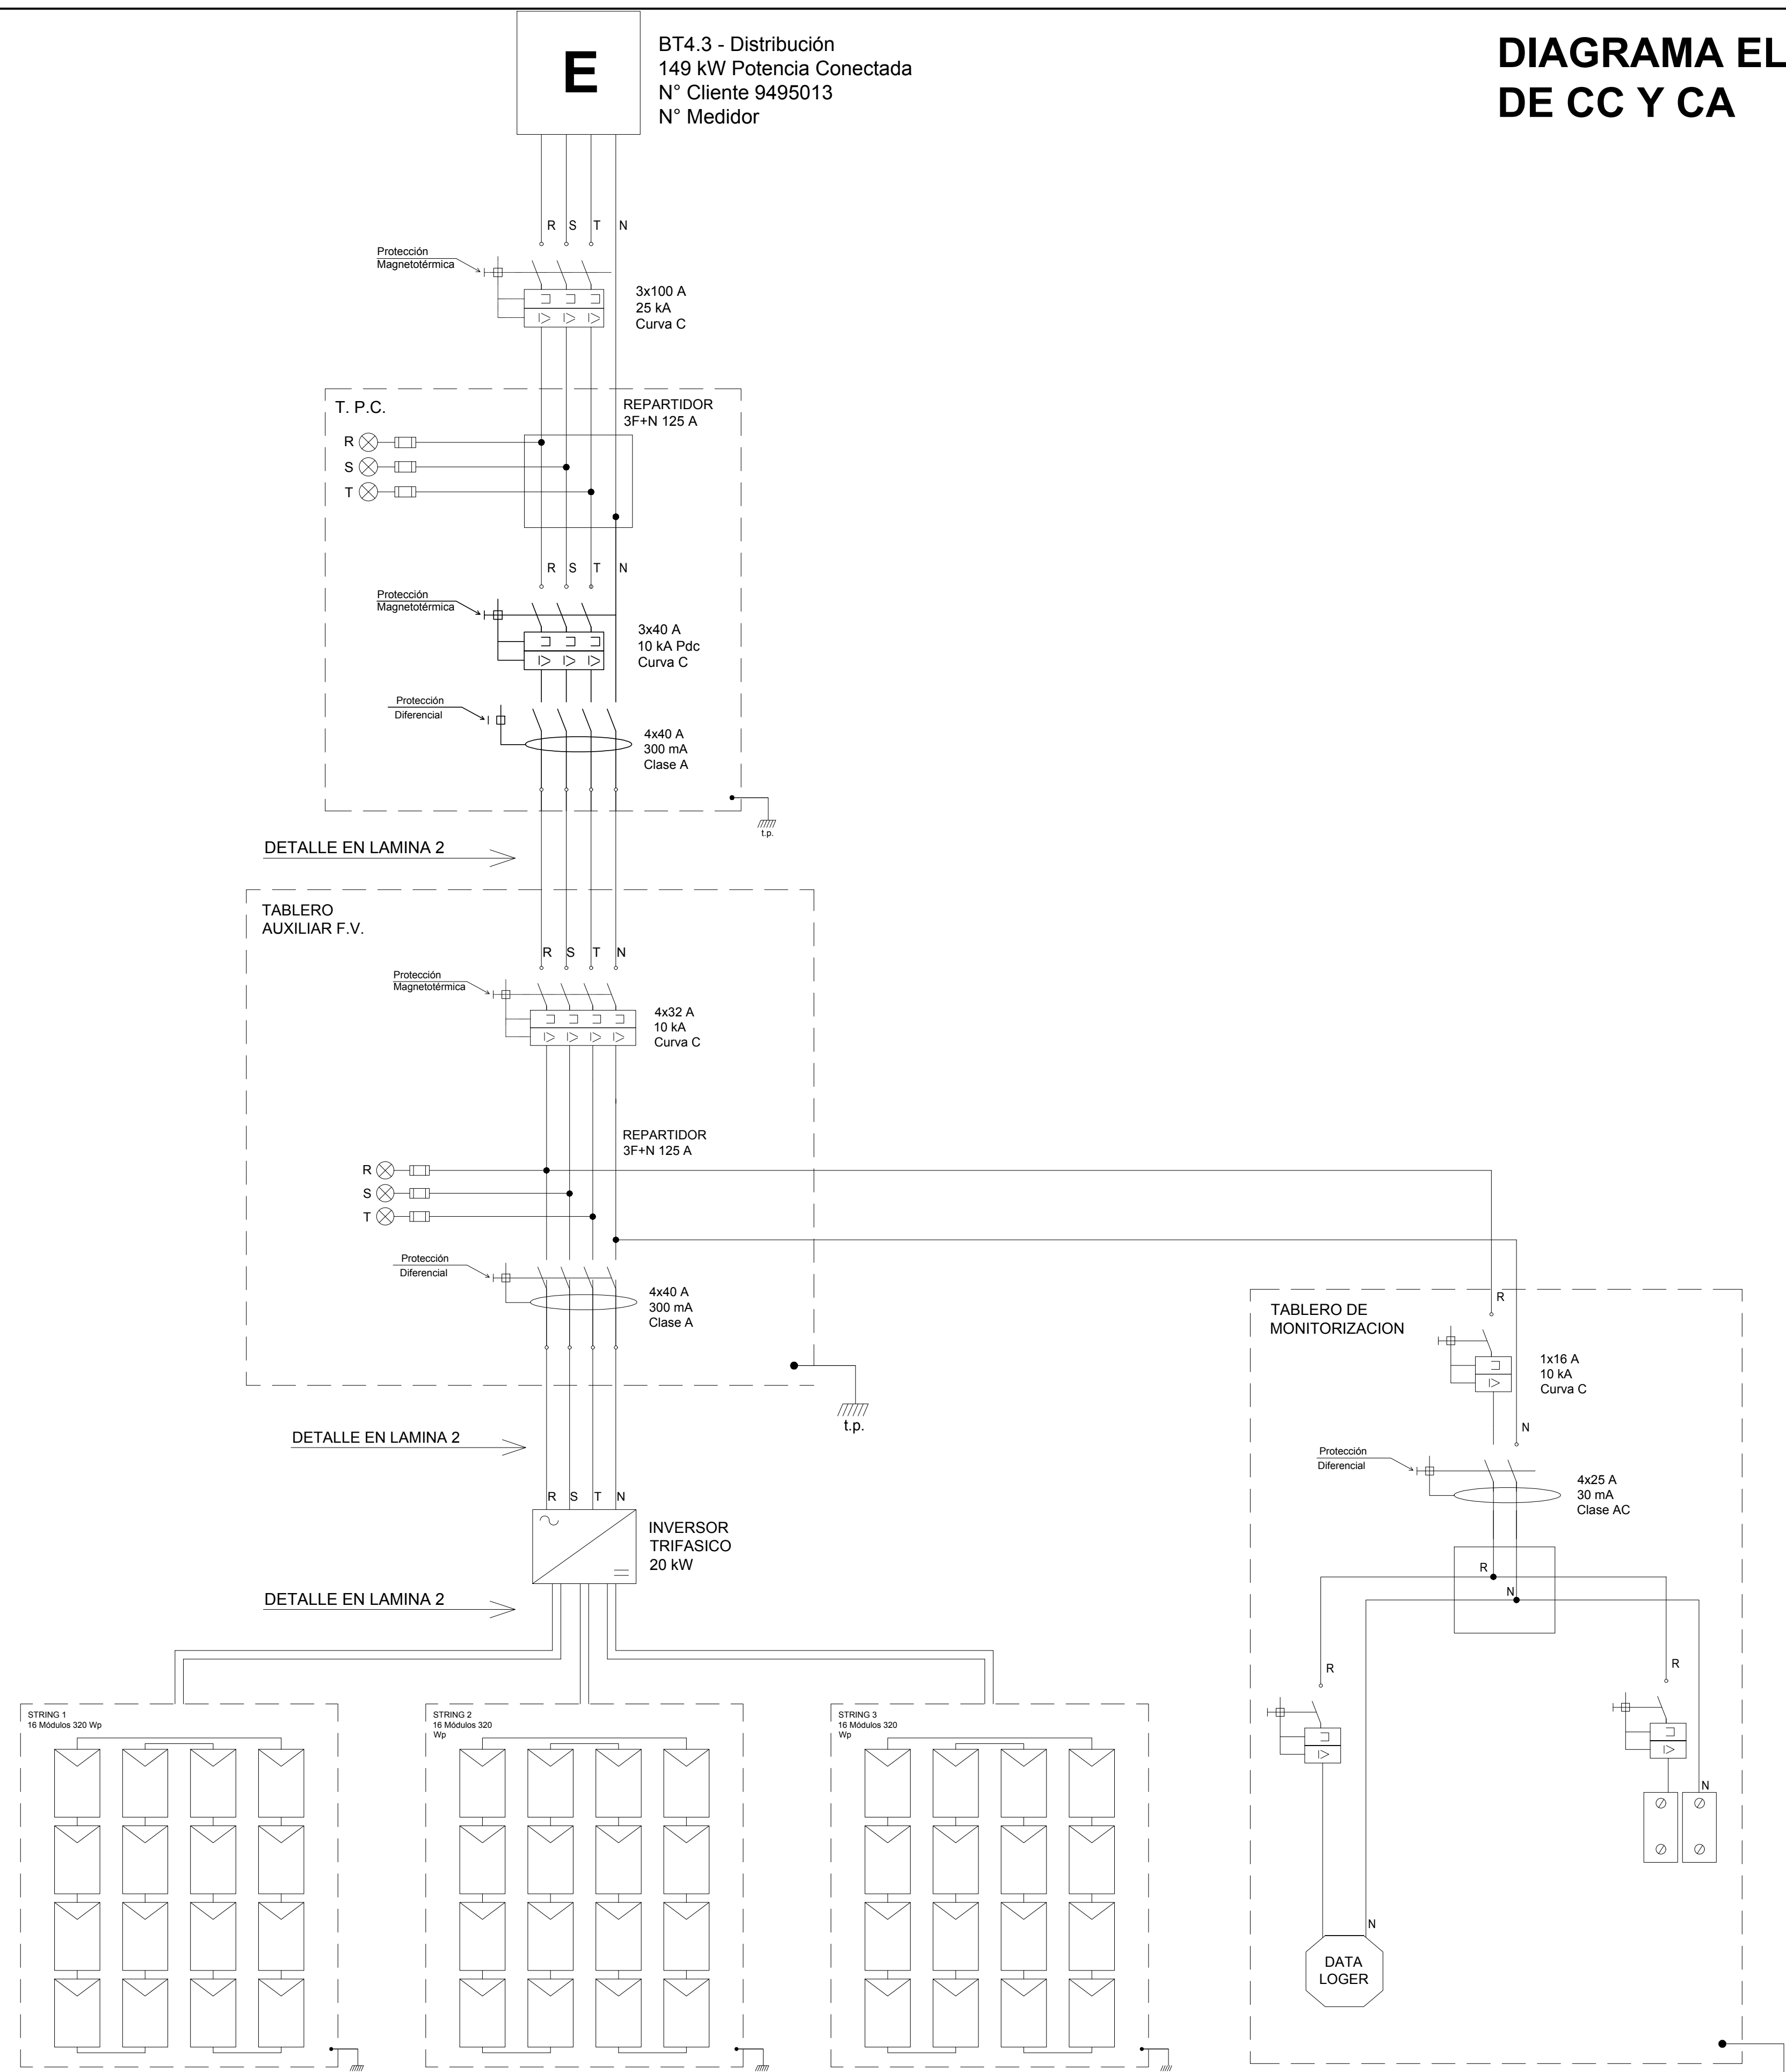 DIAGRAMA EL
DE CC Y CA
E
BT4.3 - Distribución
149 kW Potencia Conectada
N° Cliente 9495013
N° Medidor
R S T N
Protección
Magnetotérmica
3x100 A
25 kA
Curva C
T. P.C.
REPARTIDOR
3F+N 125 A
R
S
T
R S T N
Protección
Magnetotérmica
3x40 A
10 kA Pdc
Curva C
Protección
Diferencial
4x40 A
300 mA
Clase A
t.p.
DETALLE EN LAMINA 2
TABLERO
AUXILIAR F.V.
R S T N
Protección
Magnetotérmica
4x32 A
10 kA
Curva C
REPARTIDOR
3F+N 125 A
R
S
T
Protección
Diferencial
4x40 A
300 mA
Clase A
t.p.
DETALLE EN LAMINA 2
R S T N
INVERSOR
TRIFASICO
20 kW
DETALLE EN LAMINA 2
STRING 1
16 Módulos 320 Wp
STRING 2
16 Módulos 320
Wp
STRING 3
16 Módulos 320
Wp
TABLERO DE
MONITORIZACION
R
1x16 A
10 kA
Curva C
N
Protección
Diferencial
4x25 A
30 mA
Clase AC
R
N
R
R
N
N
DATA
LOGER